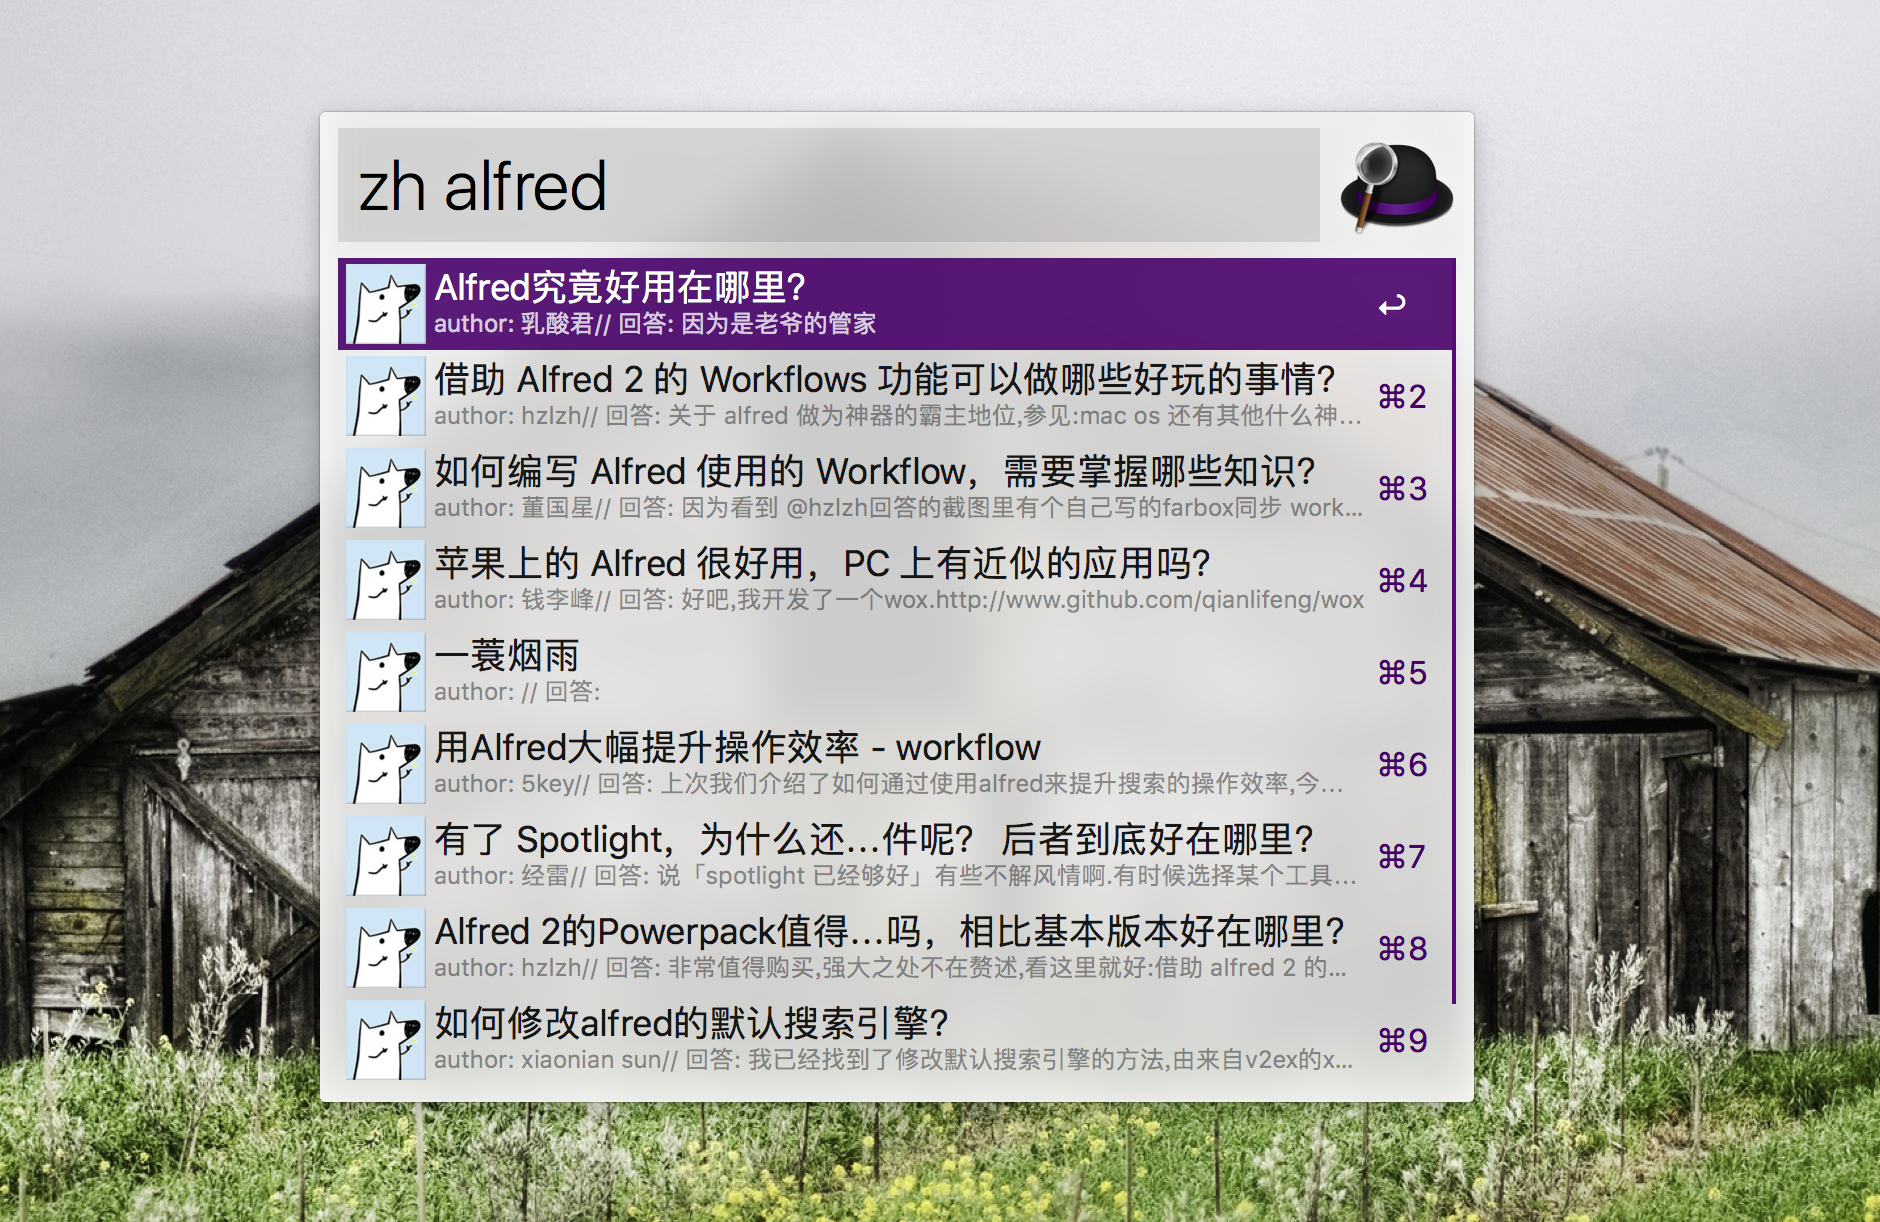 zh alfred
Alfred究竟好用在哪里?
author: 乳酸君// 回答: 因为是老爷的管家
↩
借助 Alfred 2 的 Workflows 功能可以做哪些好玩的事情?
author: hzlzh// 回答: 关于 alfred 做为神器的霸主地位,参见:mac os 还有其他什么神…
⌘2
如何编写 Alfred 使用的 Workflow，需要掌握哪些知识?
author: 董国星// 回答: 因为看到 @hzlzh回答的截图里有个自己写的farbox同步 work…
⌘3
苹果上的 Alfred 很好用，PC 上有近似的应用吗?
author: 钱李峰// 回答: 好吧,我开发了一个wox.http://www.github.com/qianlifeng/wox
⌘4
一蓑烟雨
author: // 回答:
⌘5
用Alfred大幅提升操作效率 - workflow
author: 5key// 回答: 上次我们介绍了如何通过使用alfred来提升搜索的操作效率,今…
⌘6
有了 Spotlight，为什么还…件呢？ 后者到底好在哪里?
author: 经雷// 回答: 说「spotlight 已经够好」有些不解风情啊.有时候选择某个工具…
⌘7
Alfred 2的Powerpack值得…吗，相比基本版本好在哪里?
author: hzlzh// 回答: 非常值得购买,强大之处不在赘述,看这里就好:借助 alfred 2 的…
⌘8
如何修改alfred的默认搜索引擎?
author: xiaonian sun// 回答: 我已经找到了修改默认搜索引擎的方法,由来自v2ex的x…
⌘9